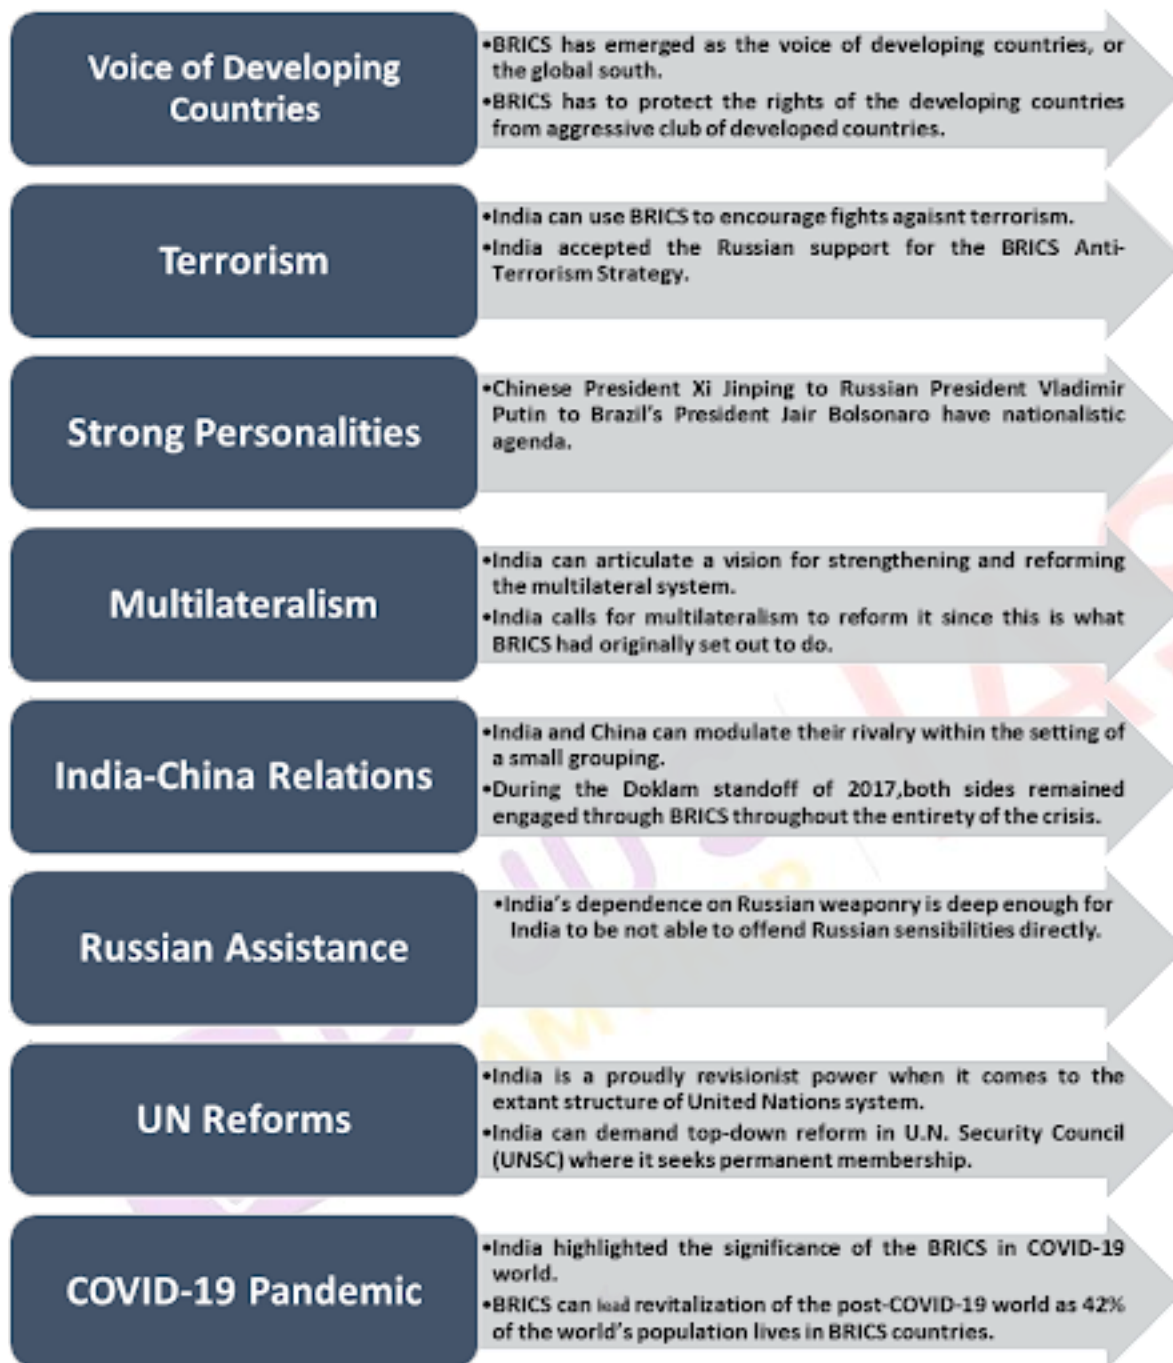 Voice of Developing
Countries
•BRICS has emerged as the voice of developing countries, or
the global south.
•BRICS has to protect the rights of the developing countries
from aggressive club of developed countries.
Terrorism
•India can use BRICS to encourage fights agaisnt terrorism.
•India accepted the Russian support for the BRICS Anti-
Terrorism Strategy.
Strong Personalities
•Chinese President Xi Jinping to Russian President Vladimir
Putin to Brazil's President Jair Bolsonaro have nationalistic
agenda.
Multilateralism
•India can articulate a vision for strengthening and reforming
the multilateral system.
•India calls for multilateralism to reform it since this is what
BRICS had originally set out to do.
India-China Relations
•India and China can modulate their rivalry within the setting of
a small grouping.
•During the Doklam standoff of 2017,both sides remained
engaged through BRICS throughout the entirety of the crisis.
Russian Assistance
•India's dependence on Russian weaponry is deep enough for
India to be not able to offend Russian sensibilities directly.
UN Reforms
•India is a proudly revisionist power when it comes to the
extant structure of United Nations system.
•India can demand top-down reform in U.N. Security Council
(UNSC) where it seeks permanent membership.
COVID-19 Pandemic
•India highlighted the significance of the BRICS in COVID-19
world.
•BRICS can lead revitalization of the post-COVID-19 world as 42%
of the world's population lives in BRICS countries.